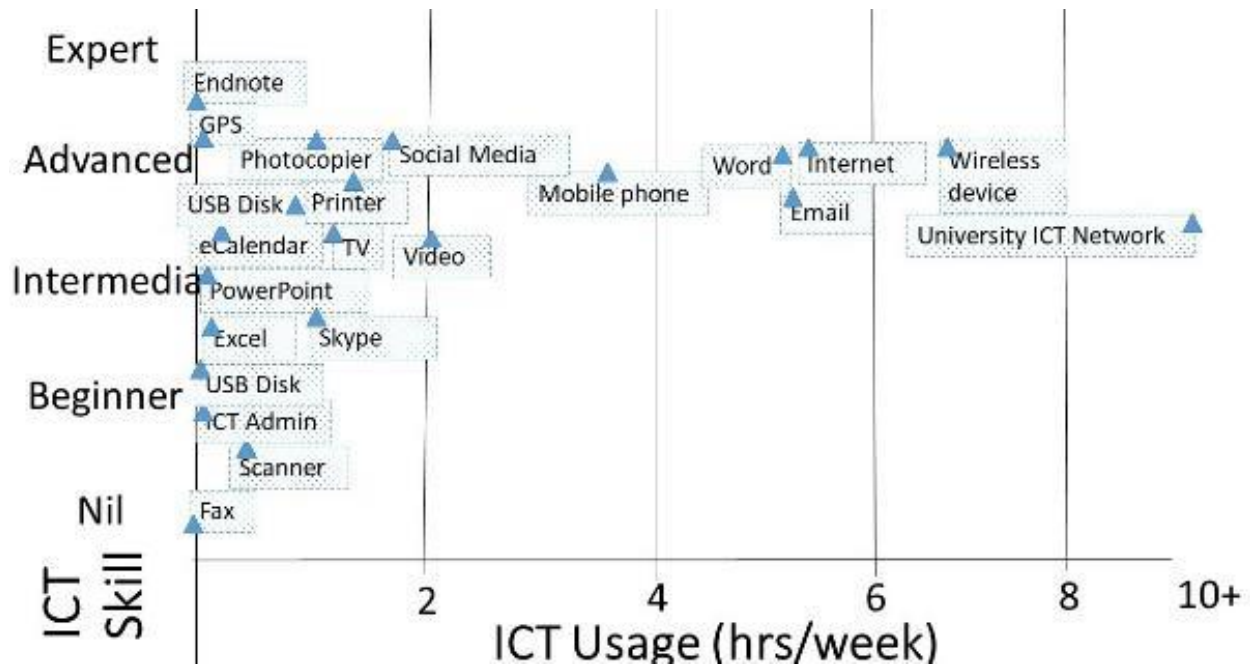 Expert
Endnote
GPS
Advanced
Photocopier
Social Media
Word
Internet
Wireless
device
Mobile phone
USB Disk
Printer
Email
University ICT Network
eCalendar
TV
Video
Intermedia
PowerPoint
Excel
Skype
Beginner
USB Disk
ICT Admin
Scanner
Nil
Fax
ICT
Skill
2
4
6
8
10+
ICT Usage (hrs/week)